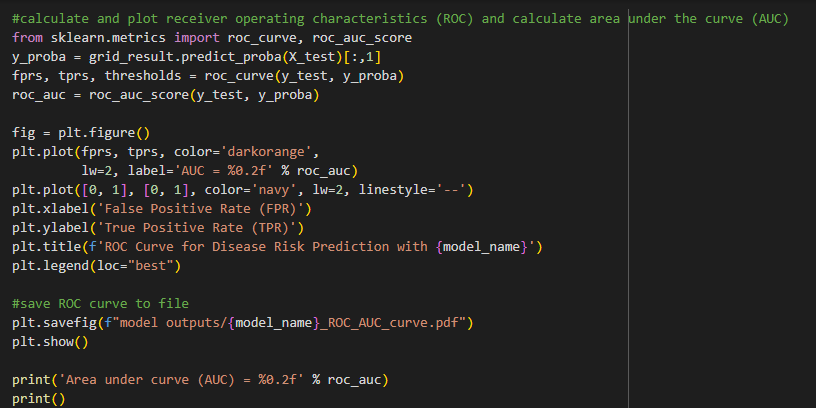 #calculate and plot receiver operating characteristics (ROC) and calculate area under the curve (AUC)
from sklearn.metrics import roc_curve, roc_auc_score
y_proba = grid_result.predict_proba(X_test)[:,1]
fprs, tprs, thresholds = roc_curve(y_test, y_proba)
roc_auc = roc_auc_score(y_test, y_proba)

fig = plt.figure()
plt.plot(fprs, tprs, color='darkorange',
         lw=2, label='AUC = %0.2f' % roc_auc)
plt.plot([0, 1], [0, 1], color='navy', lw=2, linestyle='--')
plt.xlabel('False Positive Rate (FPR)')
plt.ylabel('True Positive Rate (TPR)')
plt.title(f'ROC Curve for Disease Risk Prediction with {model_name}')
plt.legend(loc="best")

#save ROC curve to file
plt.savefig(f"model outputs/{model_name}_ROC_AUC_curve.pdf")
plt.show()

print('Area under curve (AUC) = %0.2f' % roc_auc)
print()